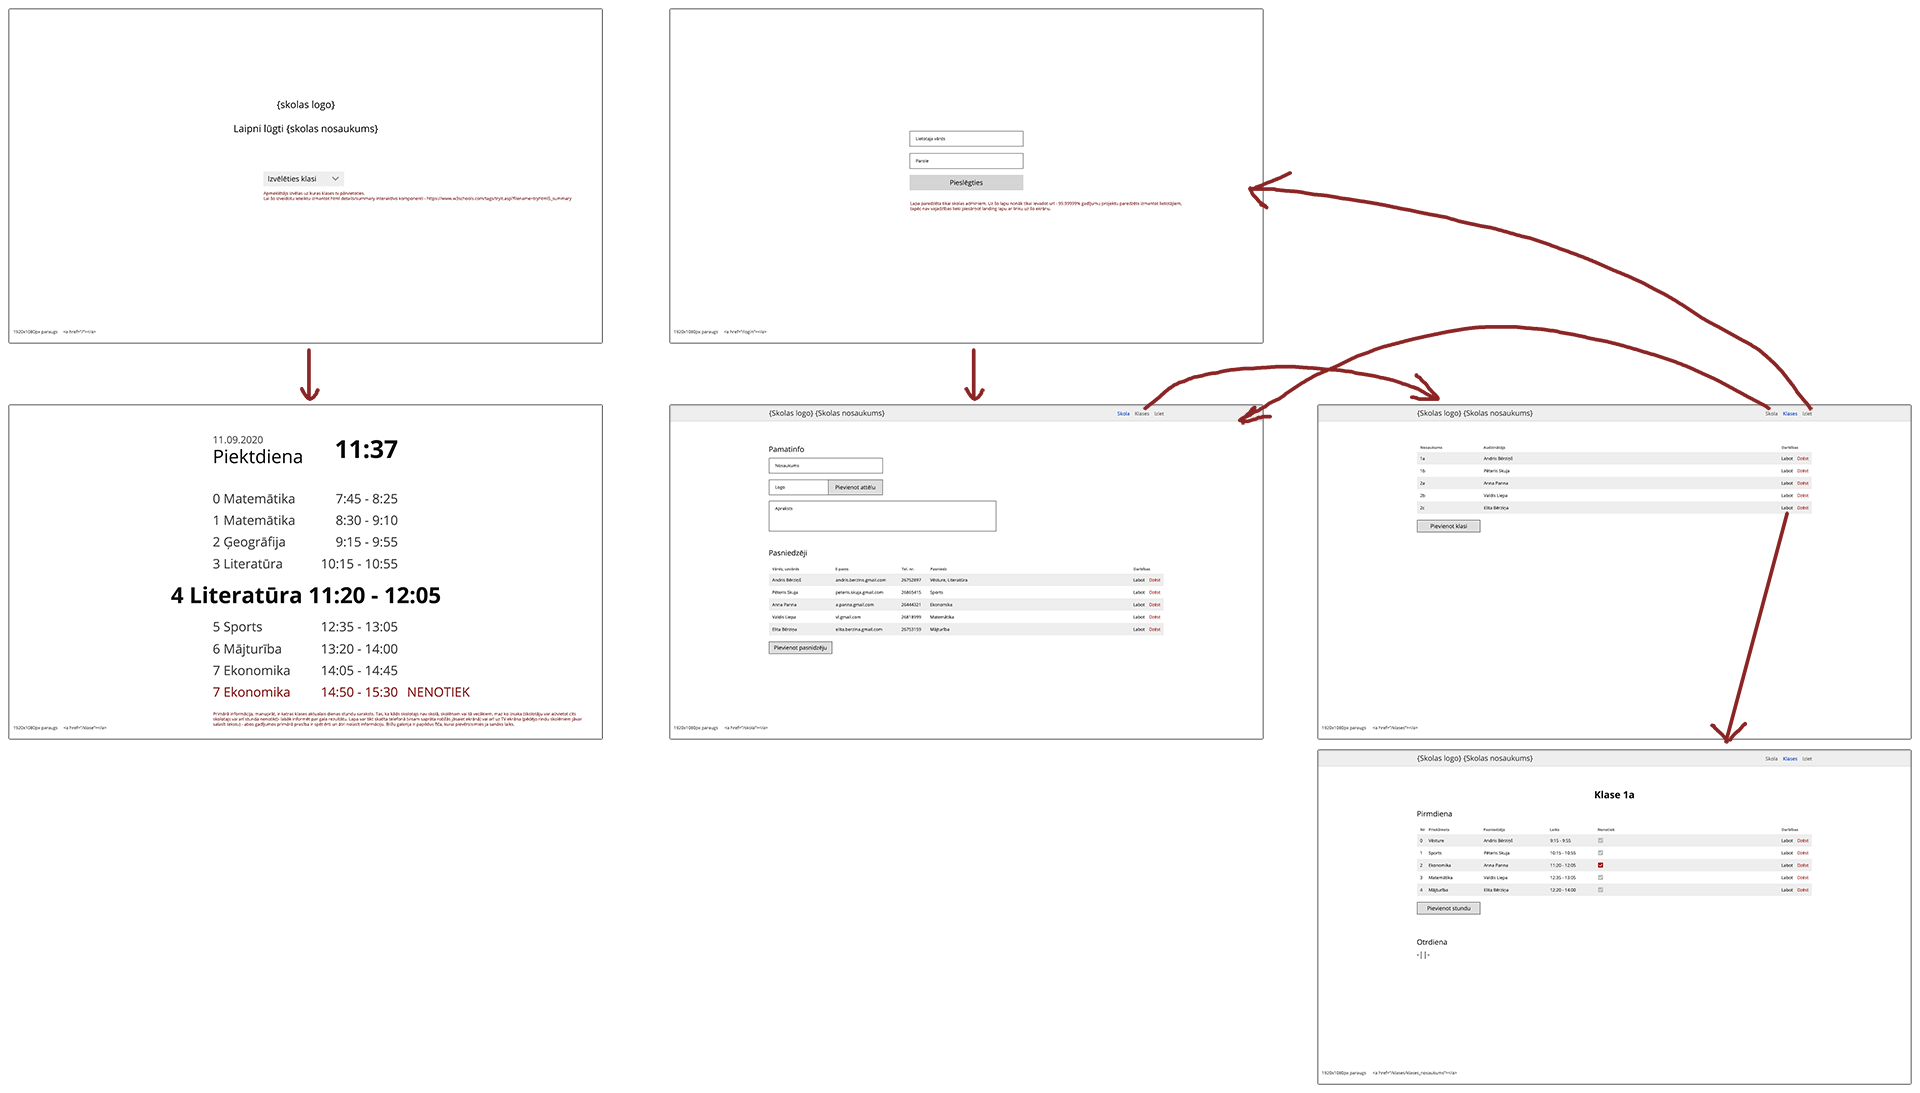 {skolas logo}
Laipni lūgti {skolas nosaukums}
Izvēlēties klasi
1920x1080px paraugs <a href="/"></a>
Lietotāja vārds
Parole
Pieslēgties
1920x1080px paraugs <a href="/login"></a>
11.09.2020
Piektdiena
11:37
0 Matemātika 7:45 - 8:25
1 Matemātika 8:30 - 9:10
2 Ģeogrāfija 9:15 - 9:55
3 Literatūra 10:15 - 10:55
4 Literatūra 11:20 - 12:05
5 Sports 12:35 - 13:05
6 Mājturība 13:20 - 14:00
7 Ekonomika 14:05 - 14:45
7 Ekonomika 14:50 - 15:30 NENOTIEK
1920x1080px paraugs <a href="/klase"></a>
{Skolas logo} {Skolas nosaukums} Skola Klases Iziet
Pamatinfo
Nosaukums
Logo Pievienot attēlu
Apraksts
Pasniedzēji
Vārds, uzvārds E-pasts Tel. nr. Pasniedz Darbības
Andris Bērziņš andris.berzins.gmail.com 26752897 Vēsture, Literatūra Labot Dzēst
Pēteris Skuja peteris.skuja.gmail.com 26865415 Sports Labot Dzēst
Anna Panna a.panna.gmail.com 26444321 Ekonomika Labot Dzēst
Valdis Liepa vl.gmail.com 26818999 Matemātika Labot Dzēst
Elita Bērziņa elita.berzina.gmail.com 26753159 Mājturība Labot Dzēst
Pievienot pasnidzēju
1920x1080px paraugs <a href="/skola"></a>
{Skolas logo} {Skolas nosaukums} Skola Klases Iziet
Nosaukums Audzinātājs Darbības
1a Andris Bērziņš Labot Dzēst
1b Pēteris Skuja Labot Dzēst
2a Anna Panna Labot Dzēst
2b Valdis Liepa Labot Dzēst
2c Elita Bērziņa Labot Dzēst
Pievienot klasi
1920x1080px paraugs <a href="/klases"></a>
{Skolas logo} {Skolas nosaukums} Skola Klases Iziet
Klase 1a
Pirmdiena
Nr Priekšmets Pasniedzējs Laiks Nenotiek Darbības
0 Vēsture Andris Bērziņš 9:15 - 9:55 Labot Dzēst
1 Sports Pēteris Skuja 10:15 - 10:55 Labot Dzēst
2 Ekonomika Anna Panna 11:20 - 12:05 Labot Dzēst
3 Matemātika Valdis Liepa 12:35 - 13:05 Labot Dzēst
4 Mājturība Elita Bērziņa 12:20 - 14:00 Labot Dzēst
Pievienot stundu
Otrdiena
-||-
1920x1080px paraugs <a href="/klases/klases_nosaukums"></a>